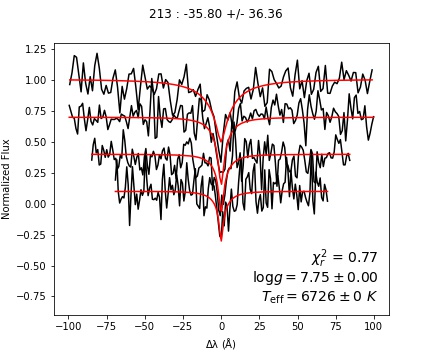 213 : -35.80 +/- 36.36
1.25
1.00
0.75
0.50
0.25
0.00
−0.25
−0.50
−0.75
Normalized Flux
χ²ᵣ = 0.77
log g = 7.75 ± 0.00
T_eff = 6726 ± 0 K
−100 −75 −50 −25 0 25 50 75 100
Δλ (Å)